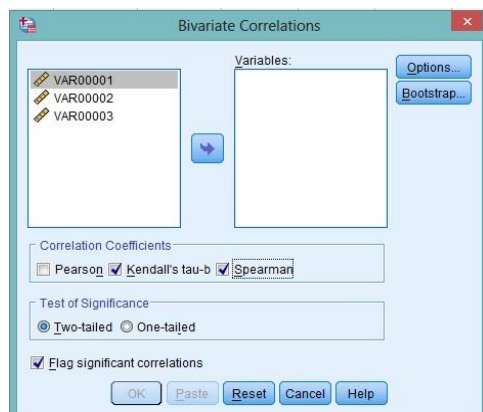 Bivariate Correlations
Variables:
VAR00001
VAR00002
VAR00003
Options...
Bootstrap...
Correlation Coefficients
Pearson Kendall's tau-b Spearman
Test of Significance
Two-tailed One-tailed
Flag significant correlations
OK Paste Reset Cancel Help